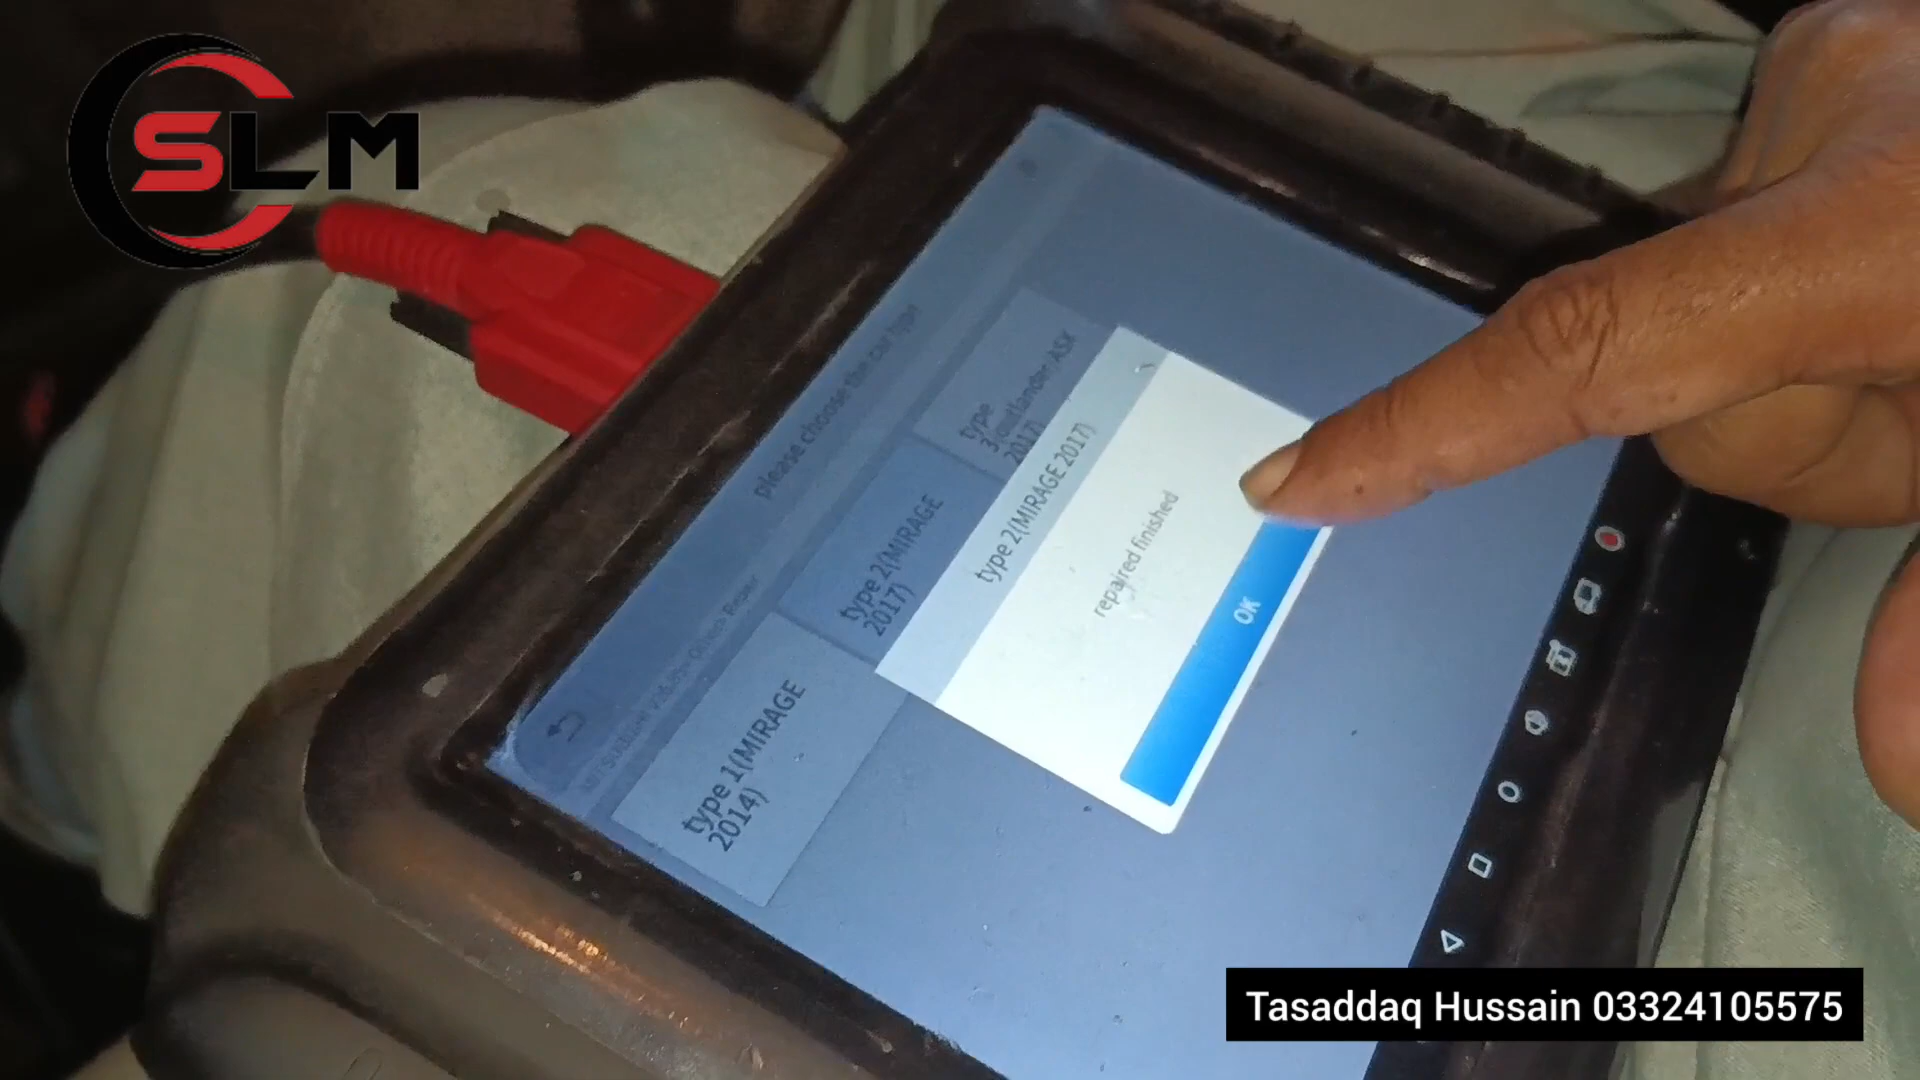 SLM
please choose the car type
type 1(MIRAGE
2014)
type 2(MIRAGE
2017)
type
3(outlander/ASX
2017)
type 2(MIRAGE 2017)
repaired finished
OK
Tasaddaq Hussain 03324105575